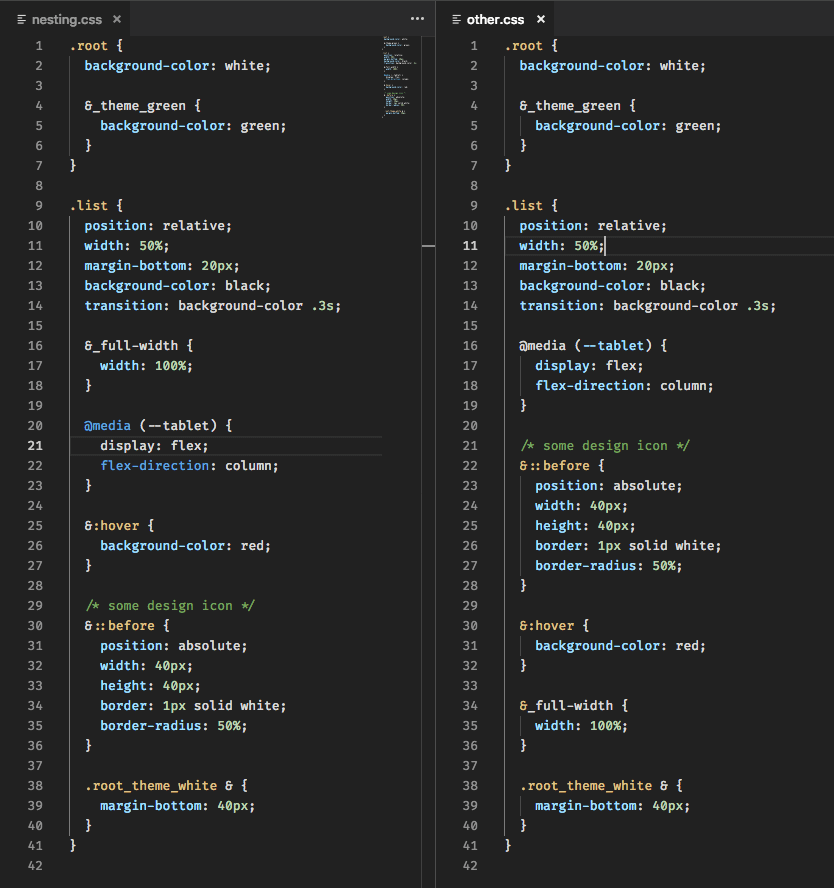 nesting.css ×
1 .root {
2 background-color: white;
3
4 &_theme_green {
5 background-color: green;
6 }
7 }
8
9 .list {
10 position: relative;
11 width: 50%;
12 margin-bottom: 20px;
13 background-color: black;
14 transition: background-color .3s;
15
16 &_full-width {
17 width: 100%;
18 }
19
20 @media (--tablet) {
21 display: flex;
22 flex-direction: column;
23 }
24
25 &:hover {
26 background-color: red;
27 }
28
29 /* some design icon */
30 &::before {
31 position: absolute;
32 width: 40px;
33 height: 40px;
34 border: 1px solid white;
35 border-radius: 50%;
36 }
37
38 .root_theme_white & {
39 margin-bottom: 40px;
40 }
41 }
42
other.css ×
1 .root {
2 background-color: white;
3
4 &_theme_green {
5 background-color: green;
6 }
7 }
8
9 .list {
10 position: relative;
11 width: 50%;
12 margin-bottom: 20px;
13 background-color: black;
14 transition: background-color .3s;
15
16 @media (--tablet) {
17 display: flex;
18 flex-direction: column;
19 }
20
21 /* some design icon */
22 &::before {
23 position: absolute;
24 width: 40px;
25 height: 40px;
26 border: 1px solid white;
27 border-radius: 50%;
28 }
29
30 &:hover {
31 background-color: red;
32 }
33
34 &_full-width {
35 width: 100%;
36 }
37
38 .root_theme_white & {
39 margin-bottom: 40px;
40 }
41 }
42